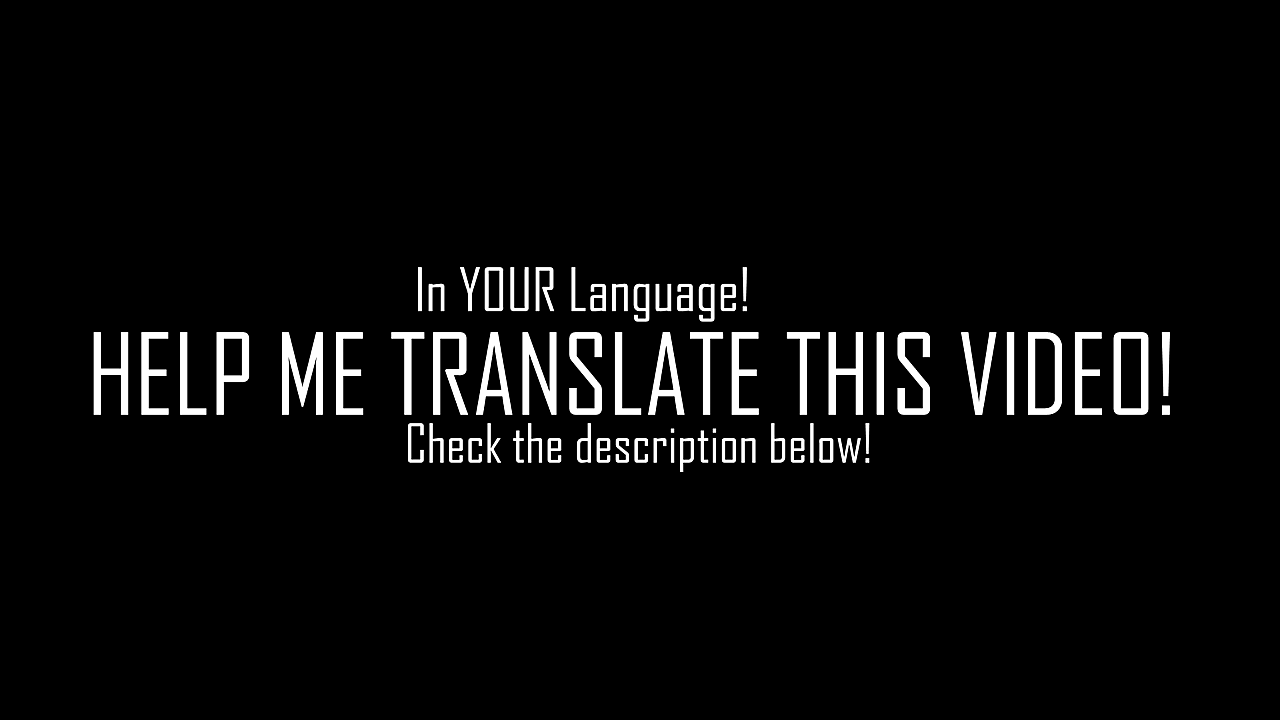 In YOUR Language!
HELP ME TRANSLATE THIS VIDEO!
Check the description below!